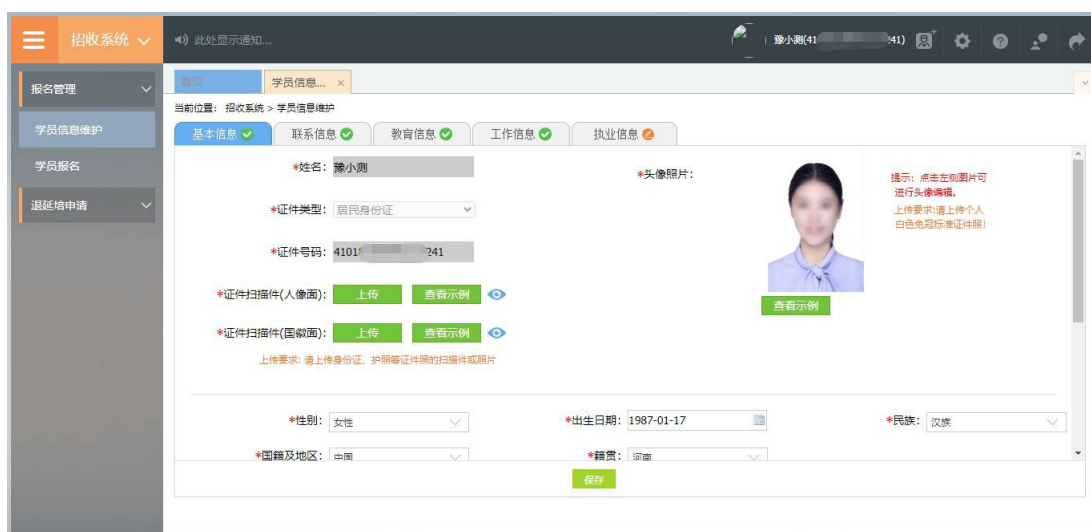 招收系统
此处显示通知...
豫小测(41 241)
报名管理
学员信息维护
学员报名
退延培申请
首页
学员信息... ×
当前位置: 招收系统 > 学员信息维护
基本信息
联系信息
教育信息
工作信息
执业信息
*姓名: 豫小测
*头像照片:
提示: 点击左侧图片可
进行头像编辑。
上传要求:请上传个人
白色免冠标准证件照!
*证件类型: 居民身份证
*证件号码: 4101 241
*证件扫描件(人像面): 上传 查看示例
查看示例
*证件扫描件(国徽面): 上传 查看示例
上传要求: 请上传身份证、护照等证件照的扫描件或照片
*性别: 女性
*出生日期: 1987-01-17
*民族: 汉族
*国籍及地区: 中国
*籍贯: 河南
保存